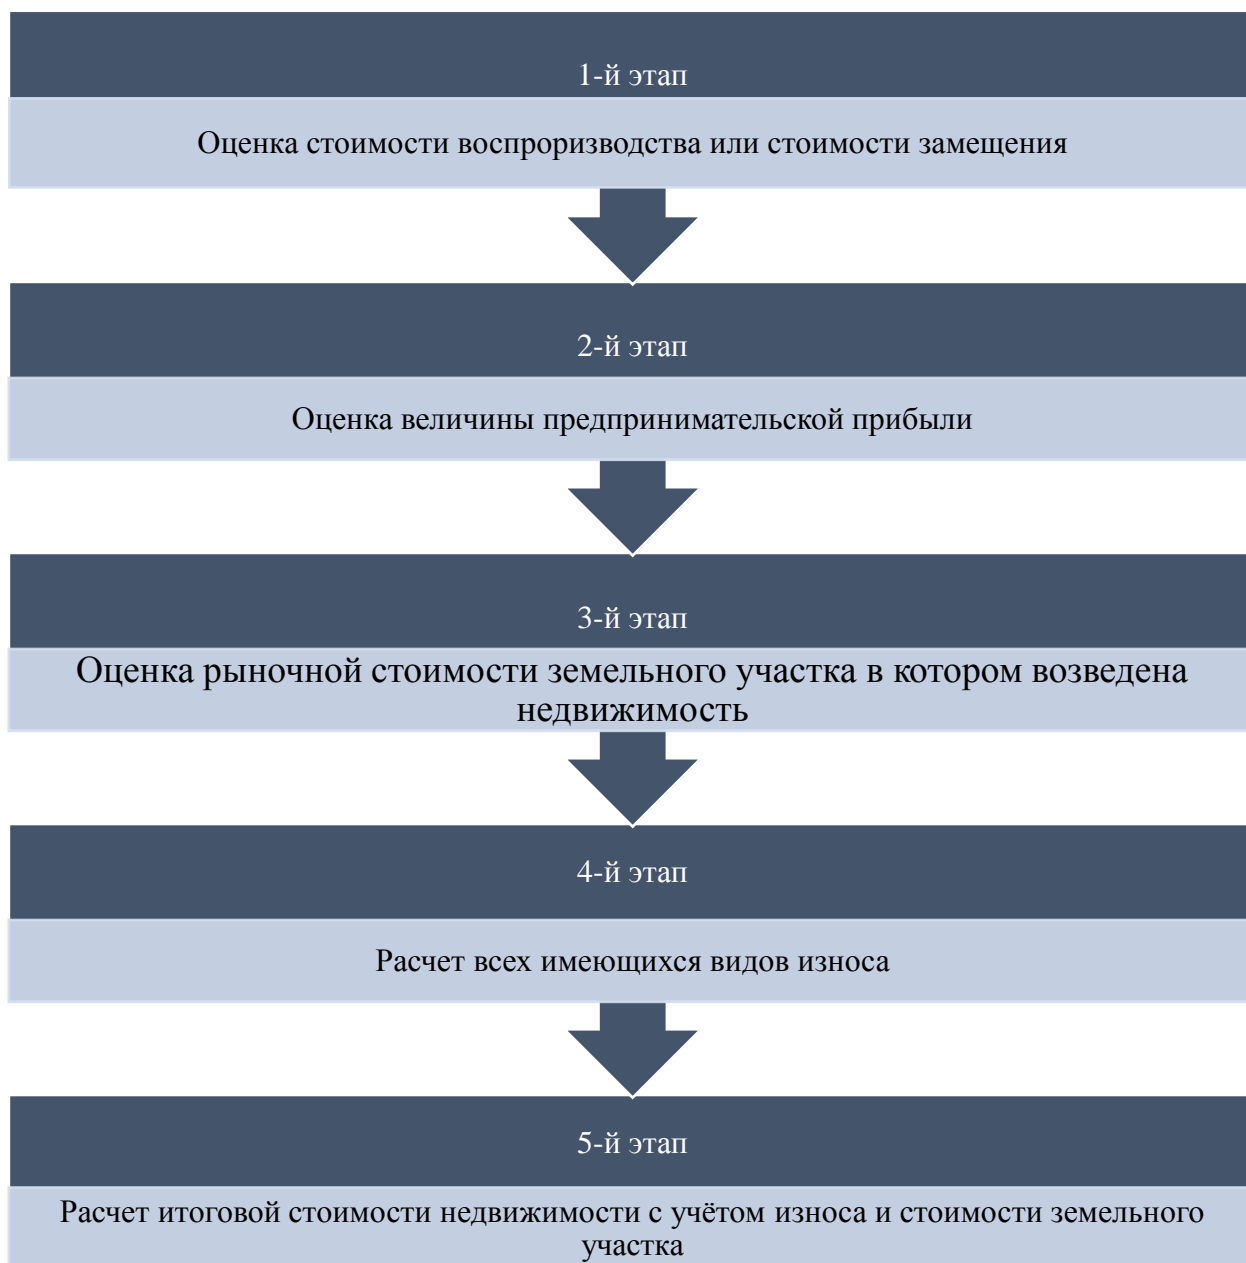 1-й этап
Оценка стоимости воспроризводства или стоимости замещения
2-й этап
Оценка величины предпринимательской прибыли
3-й этап
Оценка рыночной стоимости земельного участка в котором возведена
недвижимость
4-й этап
Расчет всех имеющихся видов износа
5-й этап
Расчет итоговой стоимости недвижимости с учётом износа и стоимости земельного
участка